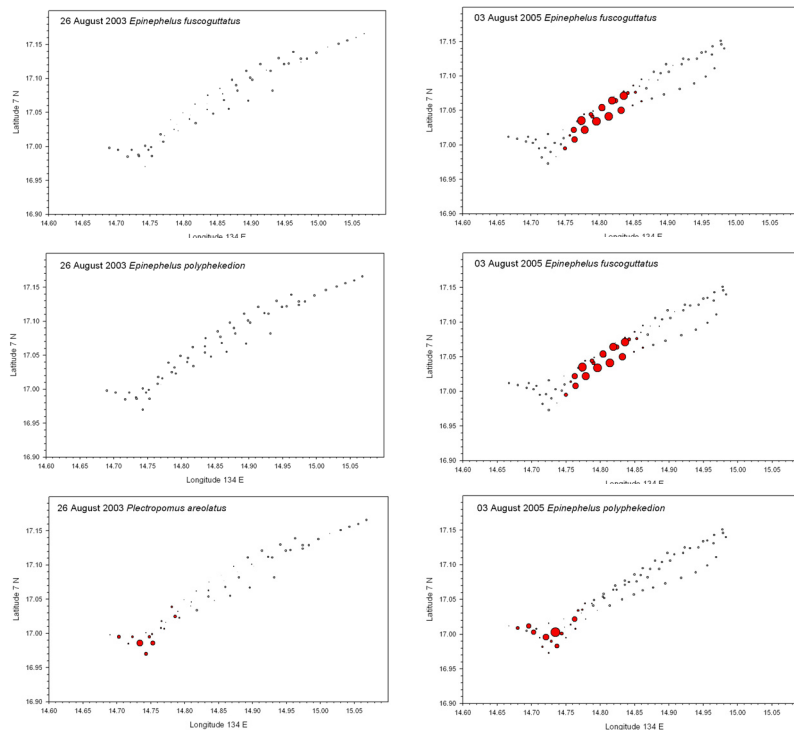 26 August 2003 Epinephelus fuscoguttatus
Latitude 7 N
17.15
17.10
17.05
17.00
16.95
16.90
14.60 14.65 14.70 14.75 14.80 14.85 14.90 14.95 15.00 15.05
Longitude 134 E
03 August 2005 Epinephelus fuscoguttatus
Latitude 7 N
17.15
17.10
17.05
17.00
16.95
16.90
14.60 14.65 14.70 14.75 14.80 14.85 14.90 14.95 15.00 15.05
Longitude 134 E
26 August 2003 Epinephelus polyphekedion
Latitude 7 N
17.15
17.10
17.05
17.00
16.95
16.90
14.60 14.65 14.70 14.75 14.80 14.85 14.90 14.95 15.00 15.05
Longitude 134 E
03 August 2005 Epinephelus fuscoguttatus
Latitude 7 N
17.15
17.10
17.05
17.00
16.95
16.90
14.60 14.65 14.70 14.75 14.80 14.85 14.90 14.95 15.00 15.05
Longitude 134 E
26 August 2003 Plectropomus areolatus
Latitude 7 N
17.15
17.10
17.05
17.00
16.95
16.90
14.60 14.65 14.70 14.75 14.80 14.85 14.90 14.95 15.00 15.05
Longitude 134 E
03 August 2005 Epinephelus polyphekedion
Latitude 7 N
17.15
17.10
17.05
17.00
16.95
16.90
14.60 14.65 14.70 14.75 14.80 14.85 14.90 14.95 15.00 15.05
Longitude 134 E